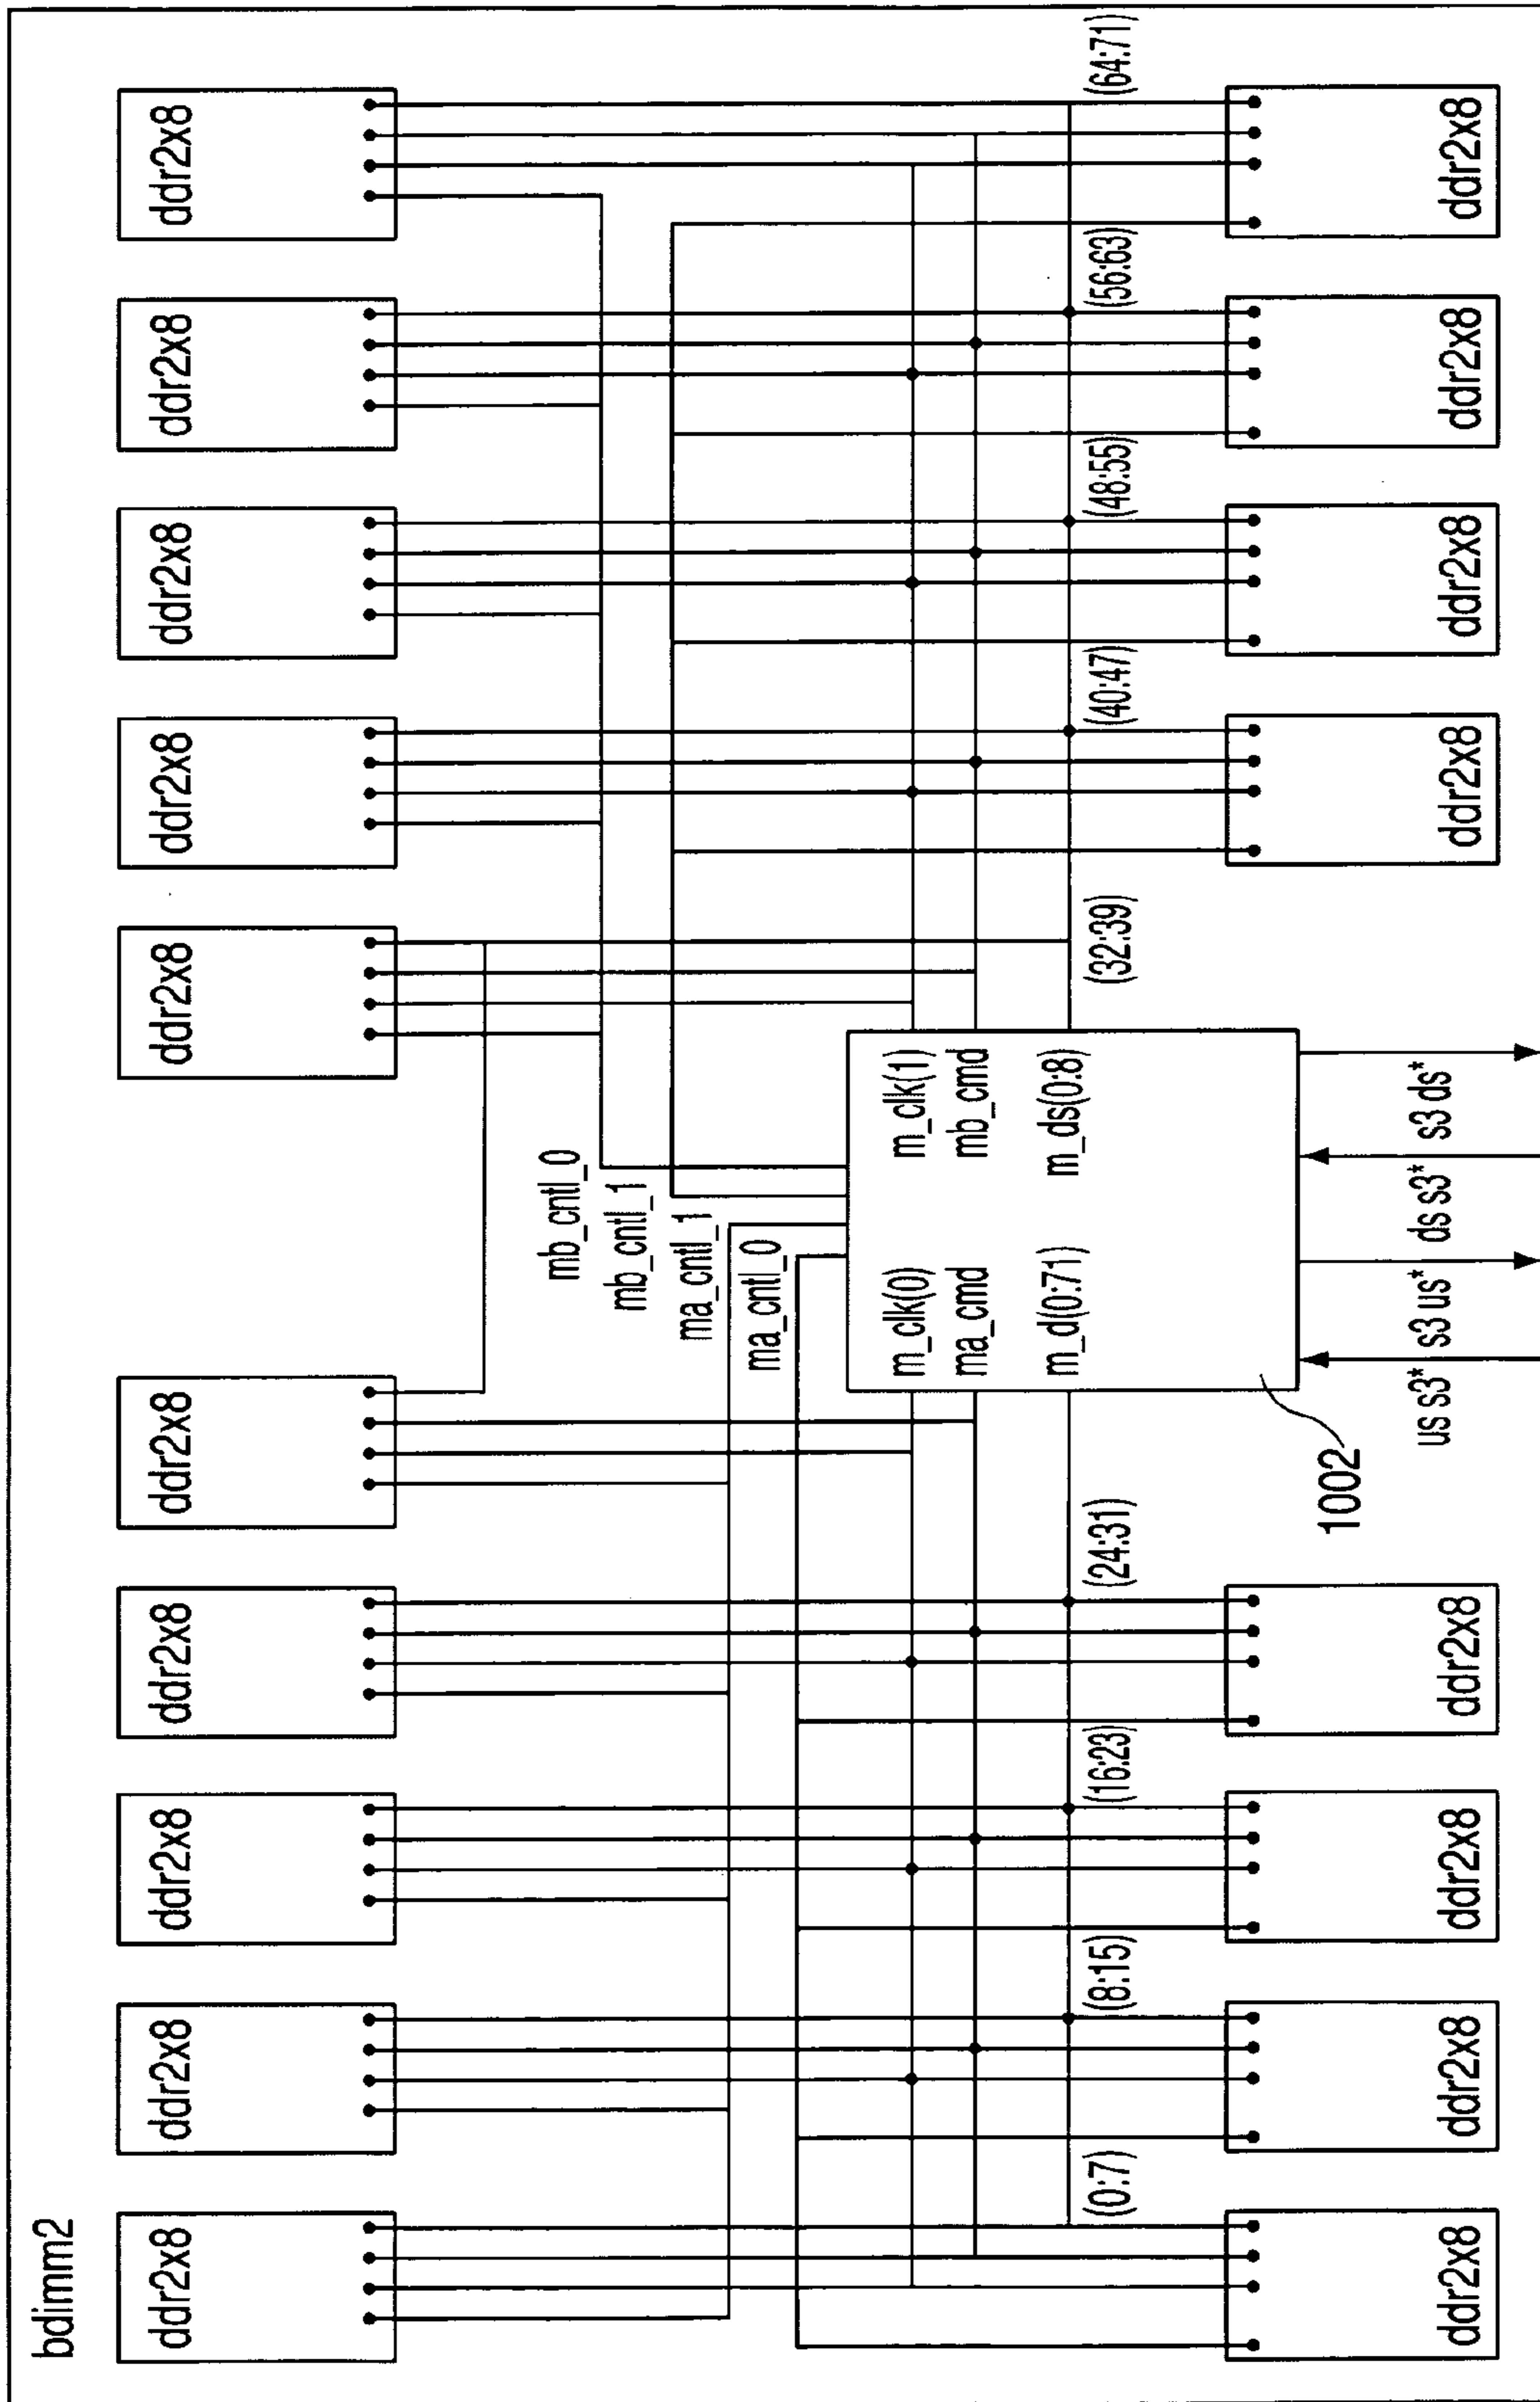 bdimm2
ddr2x8
ddr2x8
ddr2x8
ddr2x8
ddr2x8
ddr2x8
ddr2x8
ddr2x8
ddr2x8
ddr2x8
mb_cntl_0
mb_cntl_1
ma_cntl_1
ma_cntl_0
m_clk(0)
m_clk(1)
ma_cmd
mb_cmd
m_d(0:71)
m_ds(0:8)
(0:7)
(8:15)
(16:23)
(24:31)
(32:39)
(40:47)
(48:55)
(56:63)
(64:71)
1002
us s3*
s3 us*
ds s3*
s3 ds*
ddr2x8
ddr2x8
ddr2x8
ddr2x8
ddr2x8
ddr2x8
ddr2x8
ddr2x8